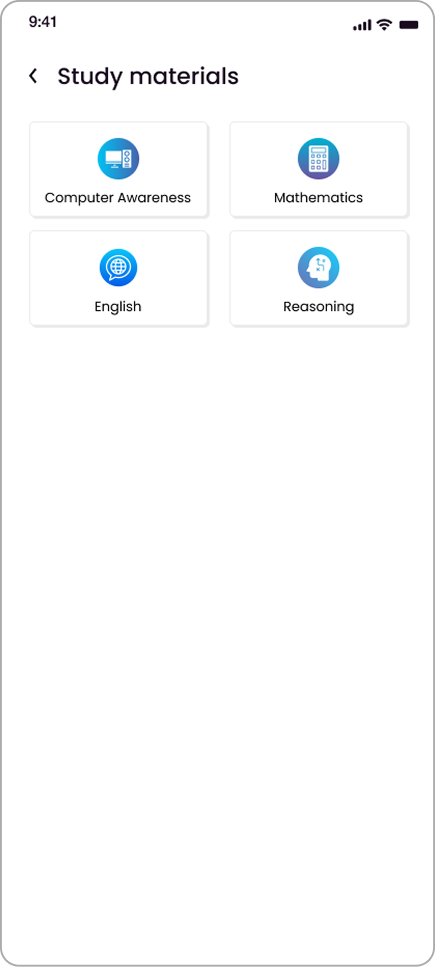 9:41
Study materials
Computer Awareness
Mathematics
English
Reasoning